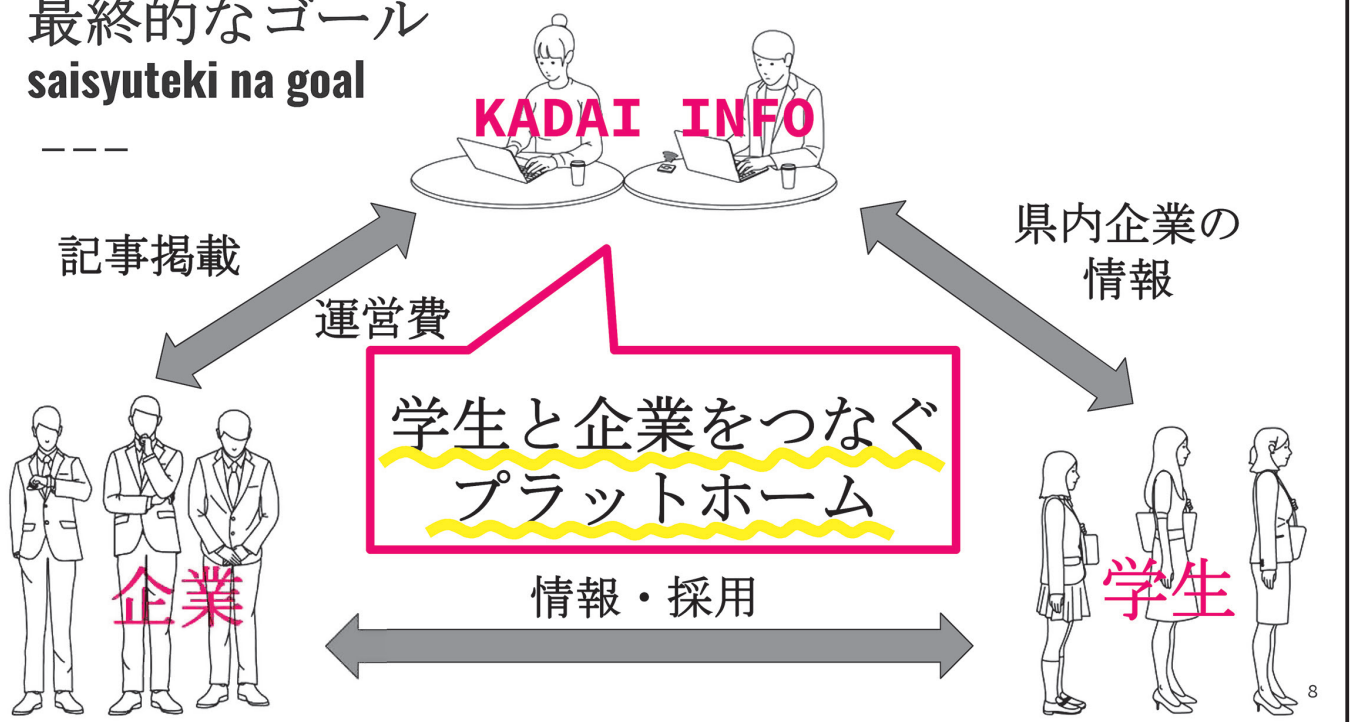 最終的なゴール
saisyuteki na goal
KADAI INFO
記事掲載
運営費
県内企業の
情報
学生と企業をつなぐ
プラットホーム
企業
情報・採用
学生
8